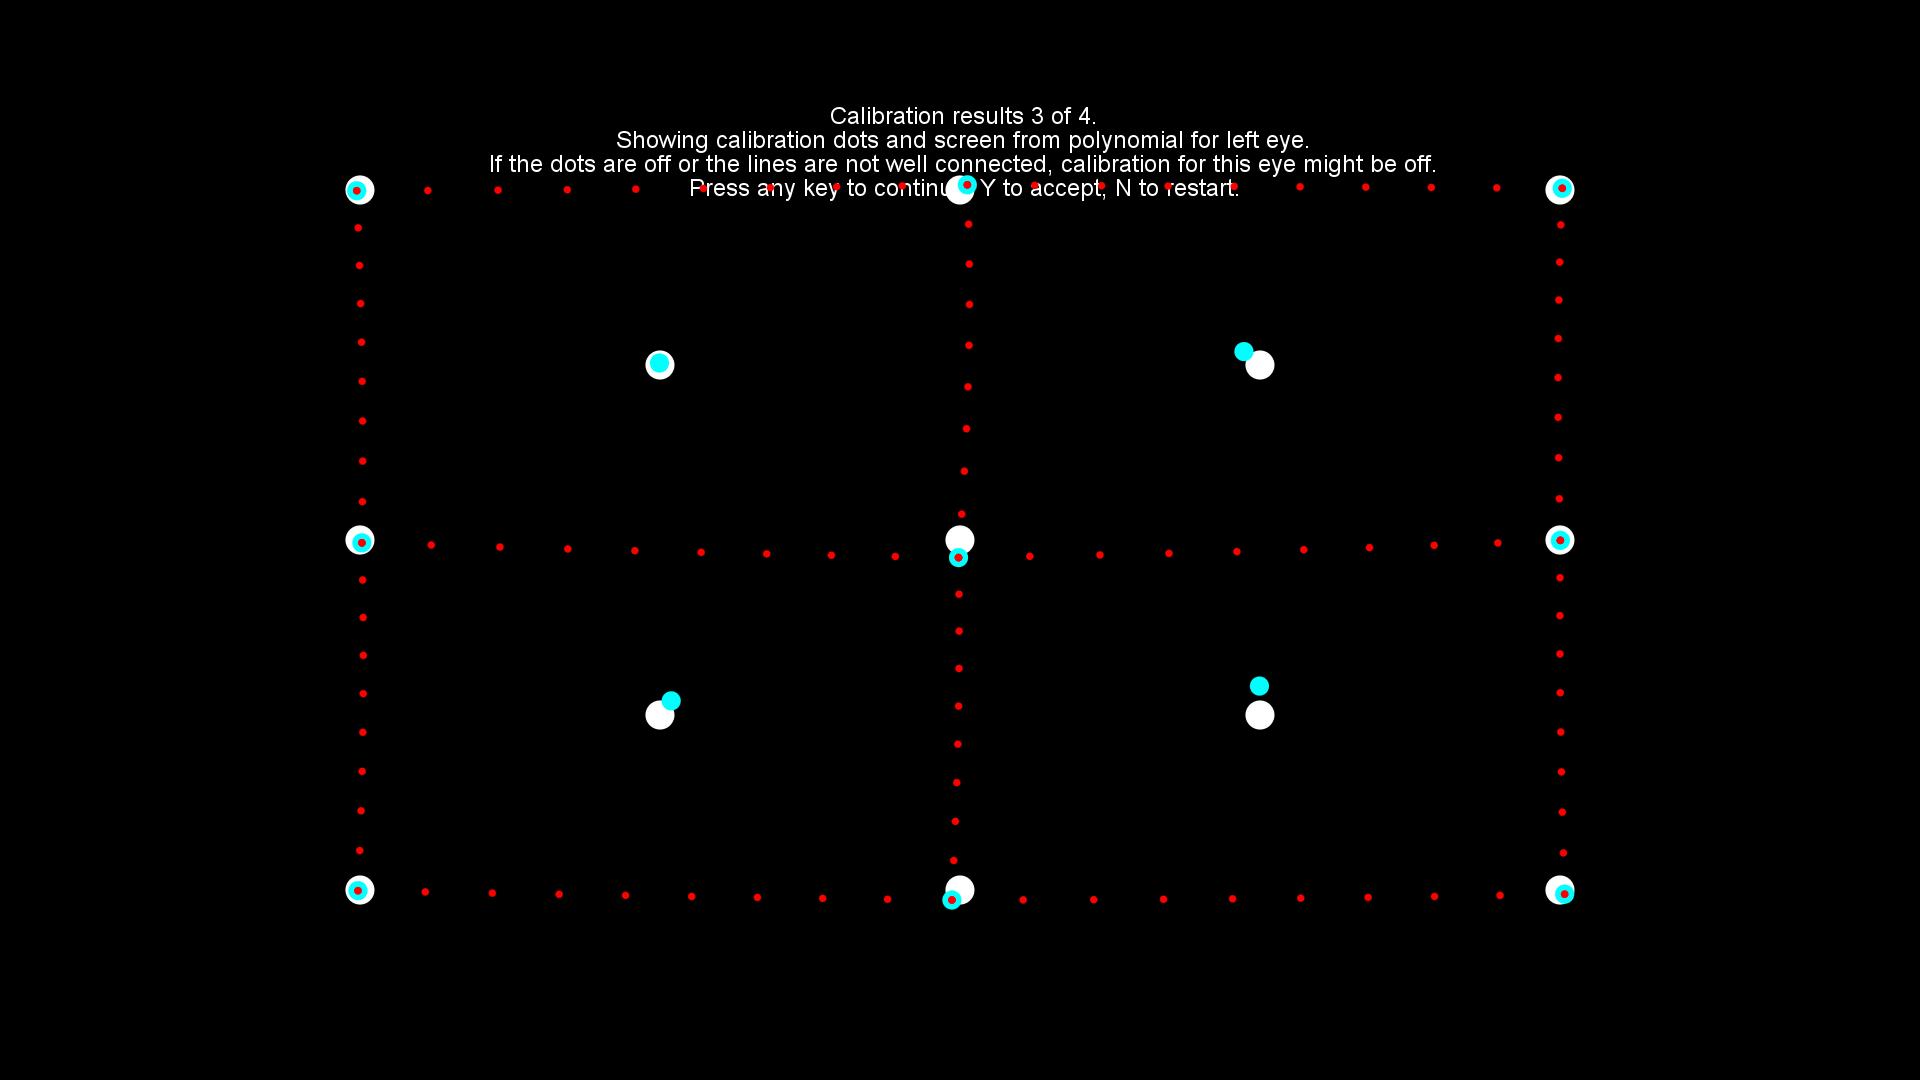 Calibration results 3 of 4.
Showing calibration dots and screen from polynomial for left eye.
If the dots are off or the lines are not well connected, calibration for this eye might be off.
Press any key to continue, Y to accept, N to restart.